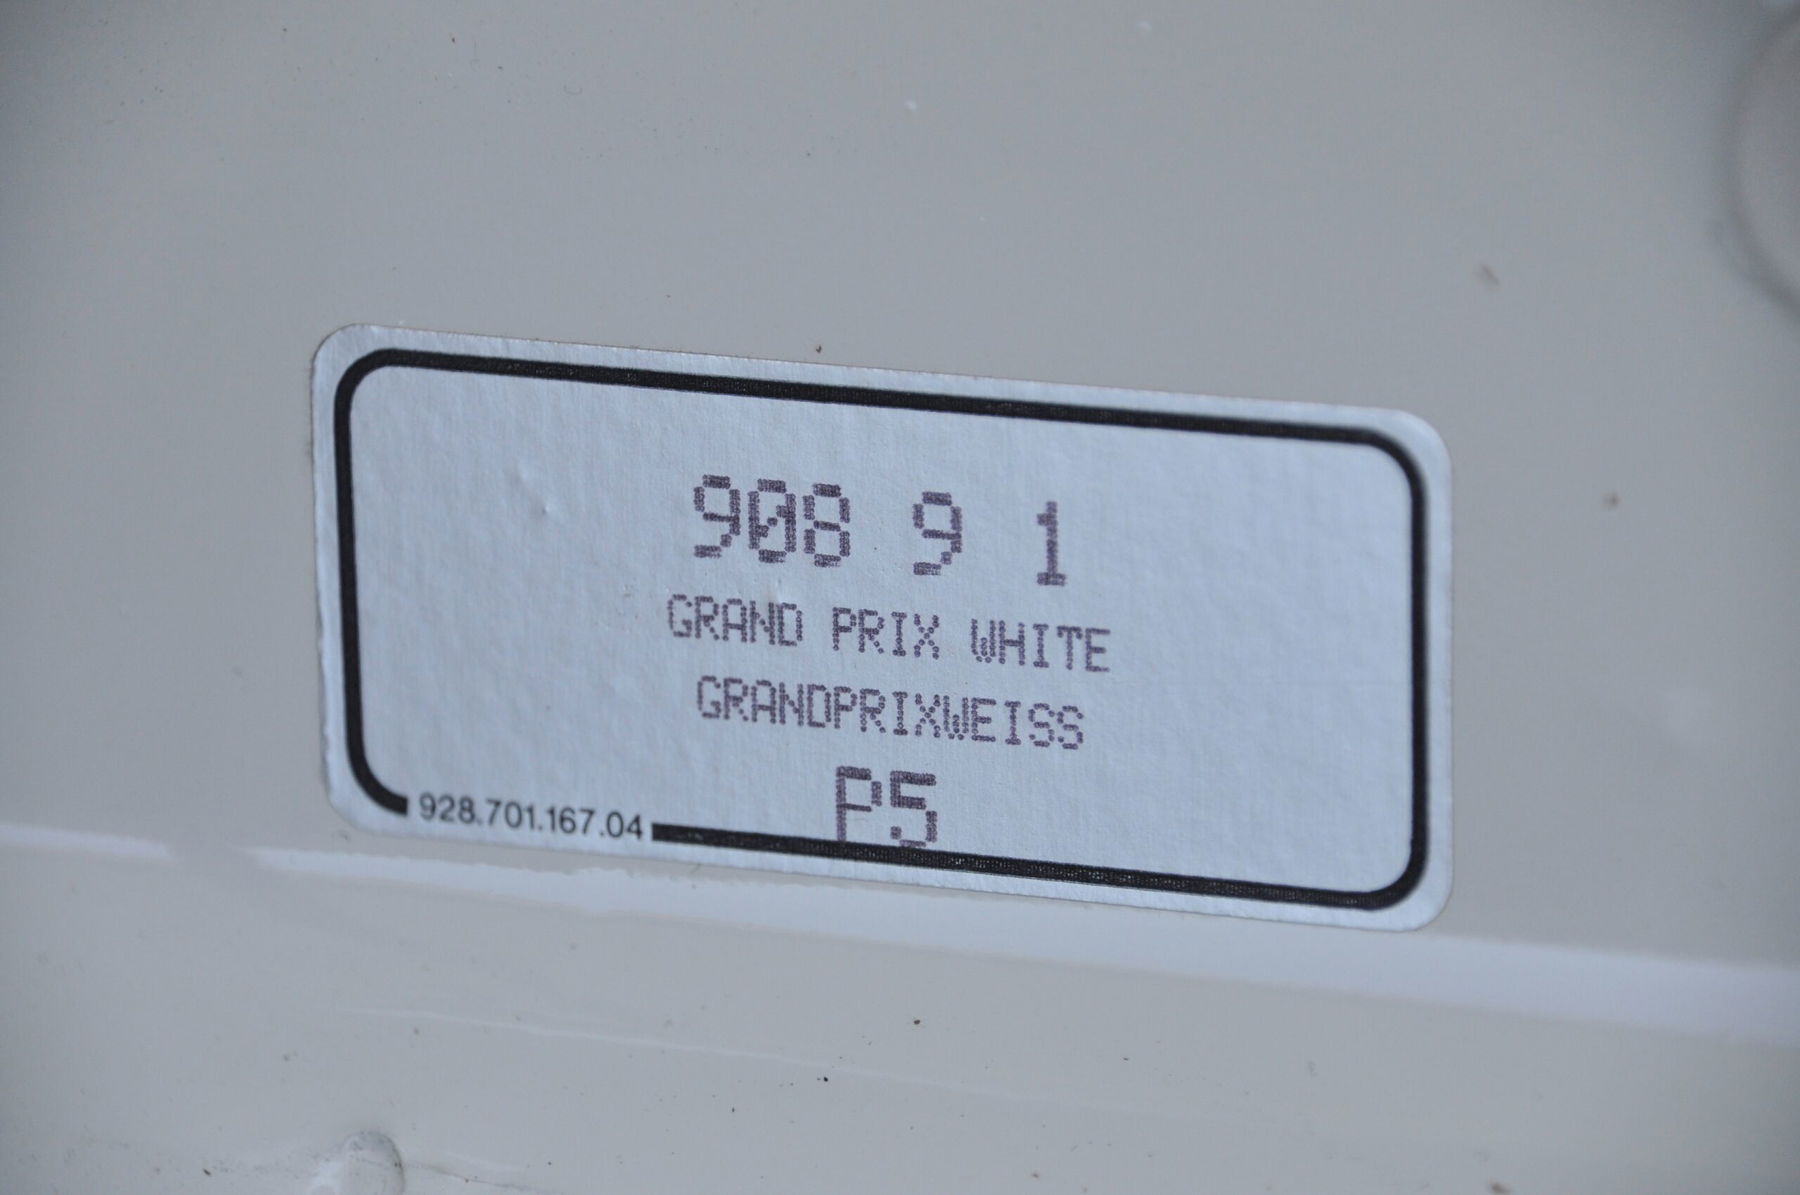 908 9 1
GRAND PRIX WHITE
GRANDPRIXWEISS
P5
928.701.167.04